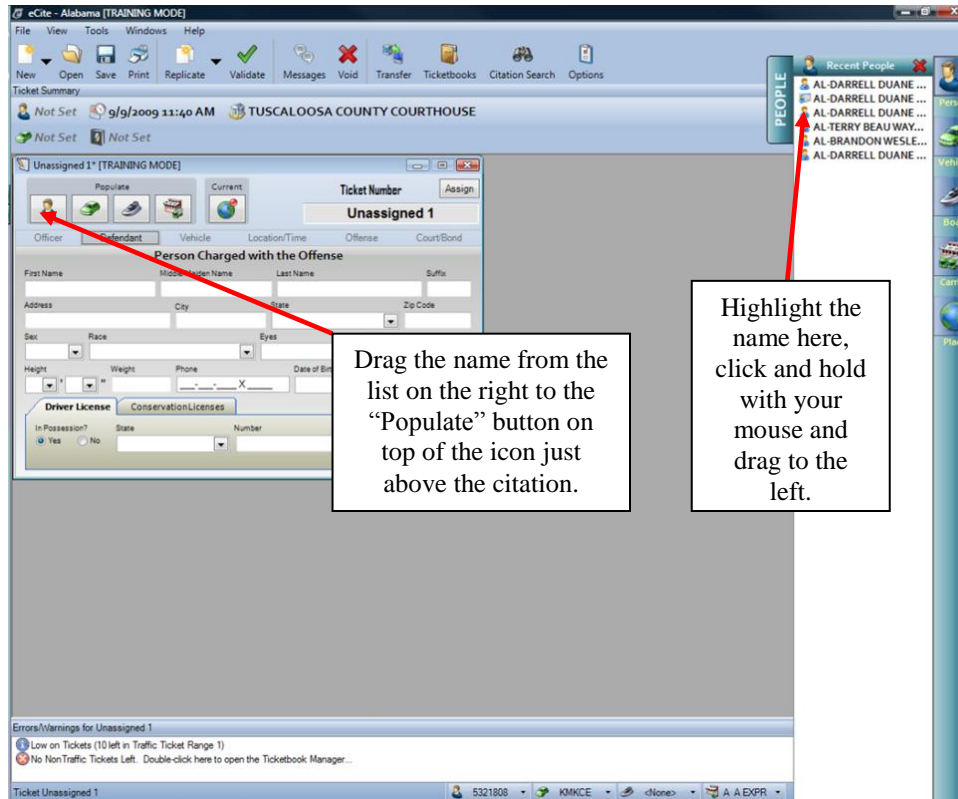 eCite - Alabama [TRAINING MODE]
File View Tools Windows Help
New Open Save Print Replicate Validate Messages Void Transfer Ticketbooks Citation Search Options
Ticket Summary
Not Set 9/9/2009 11:40 AM TUSCALOOSA COUNTY COURTHOUSE
Not Set Not Set
Unassigned 1* [TRAINING MODE]
Populate Current Ticket Number Assign
Unassigned 1
Officer Defendant Vehicle Location/Time Offense Court/Bond
Person Charged with the Offense
First Name Middle/Maiden Name Last Name Suffix
Address City State Zip Code
Sex Race Eyes
Height Weight Phone Date of Bir
' " __-__-____X____
Driver License Conservation Licenses
In Possession? State Number
Yes No
Drag the name from the
list on the right to the
“Populate” button on
top of the icon just
above the citation.
PEOPLE
Recent People
AL-DARRELL DUANE ...
AL-DARRELL DUANE ...
AL-DARRELL DUANE ...
AL-TERRY BEAU WAY...
AL-BRANDON WESLE...
AL-DARRELL DUANE ...
Highlight the
name here,
click and hold
with your
mouse and
drag to the
left.
Errors/Warnings for Unassigned 1
Low on Tickets (10 left in Traffic Ticket Range 1)
No NonTraffic Tickets Left. Double-click here to open the Ticketbook Manager...
Ticket Unassigned 1 5321808 KMKCE <None> A A EXPR